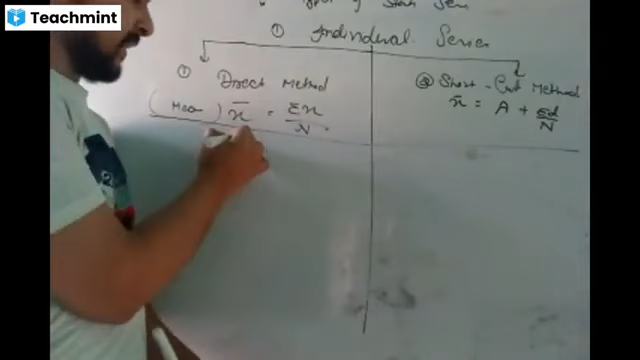 Teachmint
① Individual Series
① Direct Method
(Mean) x̄ = Σx/N
② Short-Cut Method
x̄ = A + Σd/N